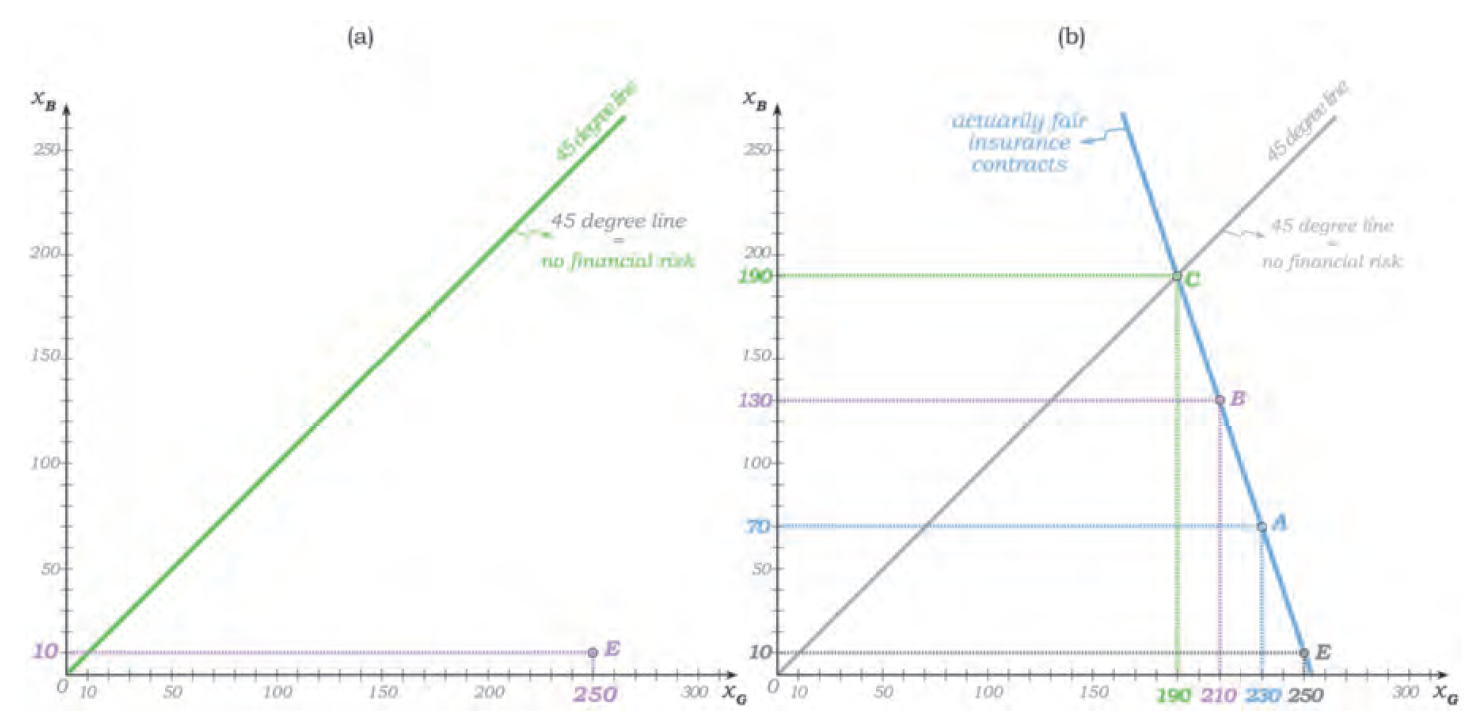 (a)
x_B
45 degree line
250
45 degree line
=
no financial risk
200
150
100
50
10
E
0 10 50 100 150 200 250 300 x_G
(b)
x_B
actuarily fair
insurance
contracts
45 degree line
250
45 degree line
=
no financial risk
200
190
C
150
130
B
100
70
A
50
10
E
0 10 50 100 150 190 210 230 250 300 x_G